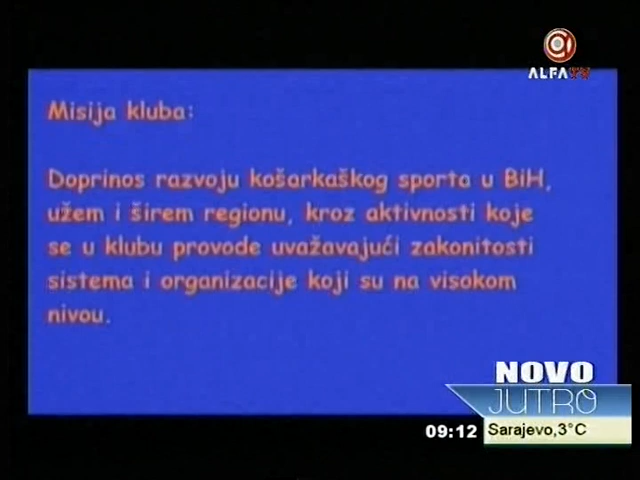 ALFA TV
Misija kluba:
Doprinos razvoju košarkaškog sporta u BiH,
užem i širem regionu, kroz aktivnosti koje
se u klubu provode uvažavajući zakonitosti
sistema i organizacije koji su na visokom
nivou.
NOVO
JUTRO
09:12
Sarajevo,3°C